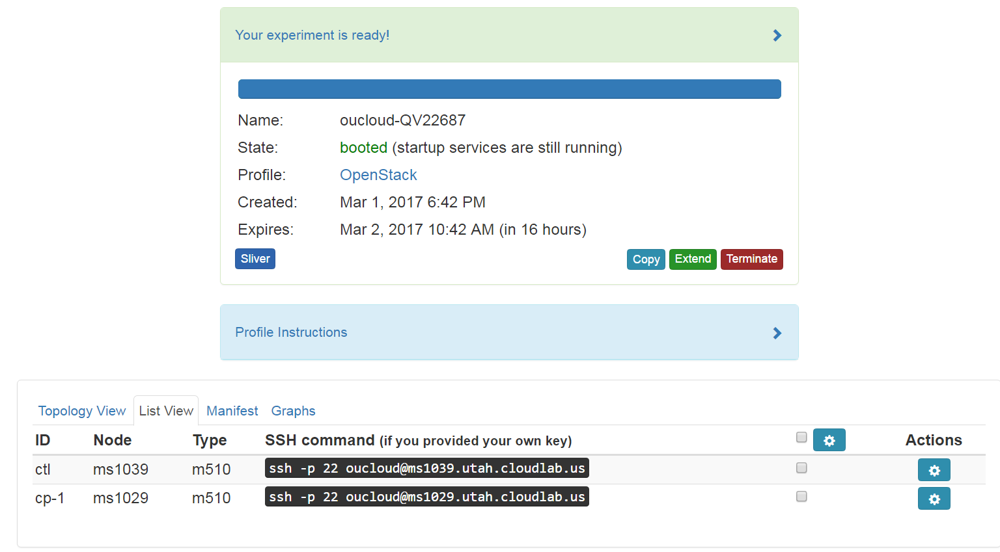 Your experiment is ready!
Name: oucloud-QV22687
State: booted (startup services are still running)
Profile: OpenStack
Created: Mar 1, 2017 6:42 PM
Expires: Mar 2, 2017 10:42 AM (in 16 hours)
Sliver Copy Extend Terminate
Profile Instructions
Topology View List View Manifest Graphs
ID Node Type SSH command (if you provided your own key) Actions
ctl ms1039 m510 ssh -p 22 oucloud@ms1039.utah.cloudlab.us
cp-1 ms1029 m510 ssh -p 22 oucloud@ms1029.utah.cloudlab.us